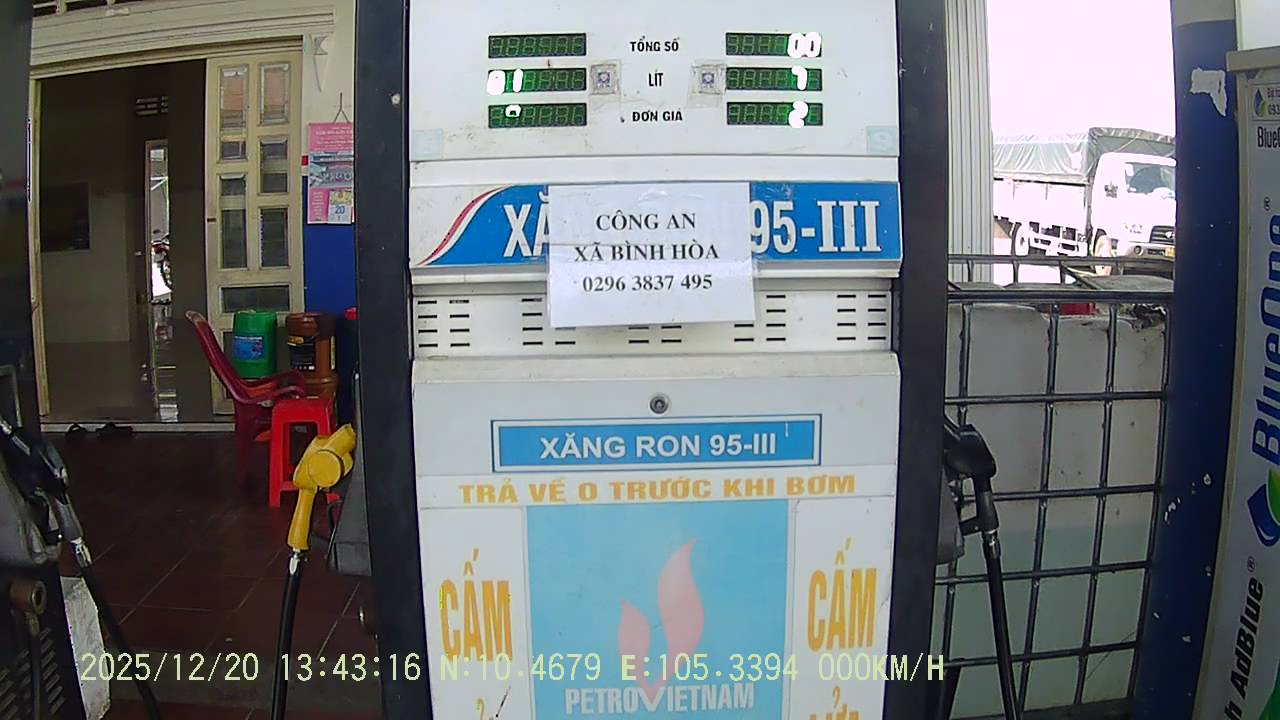 TỔNG SỐ
LÍT
ĐƠN GIÁ
XĂ 95-III
CÔNG AN
XÃ BÌNH HÒA
0296 3837 495
XĂNG RON 95-III
TRẢ VỀ 0 TRƯỚC KHI BƠM
CẤM
CẤM
PETROVIETNAM
BlueOne®
AdBlue®
20
2025/12/20 13:43:16 N:10.4679 E:105.3394 000KM/H